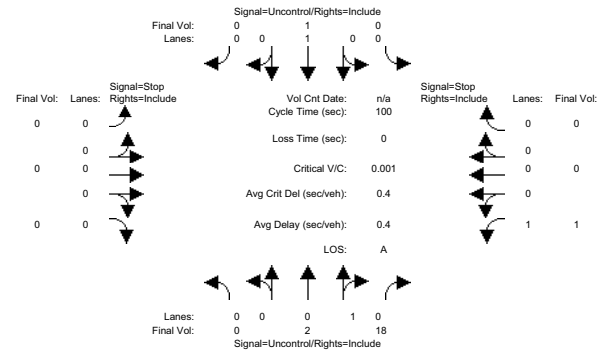 Signal=Uncontrol/Rights=Include
Final Vol: 0 1 0
Lanes: 0 0 1 0 0
Signal=Stop
Final Vol: Lanes: Rights=Include
Vol Cnt Date: n/a
Cycle Time (sec): 100
Signal=Stop
Rights=Include Lanes: Final Vol:
0 0
0 0
Loss Time (sec): 0
0
0
0 0
Critical V/C: 0.001
0 0
0
Avg Crit Del (sec/veh): 0.4
0
0 0
Avg Delay (sec/veh): 0.4
1 1
LOS: A
Lanes: 0 0 0 1 0
Final Vol: 0 2 18
Signal=Uncontrol/Rights=Include